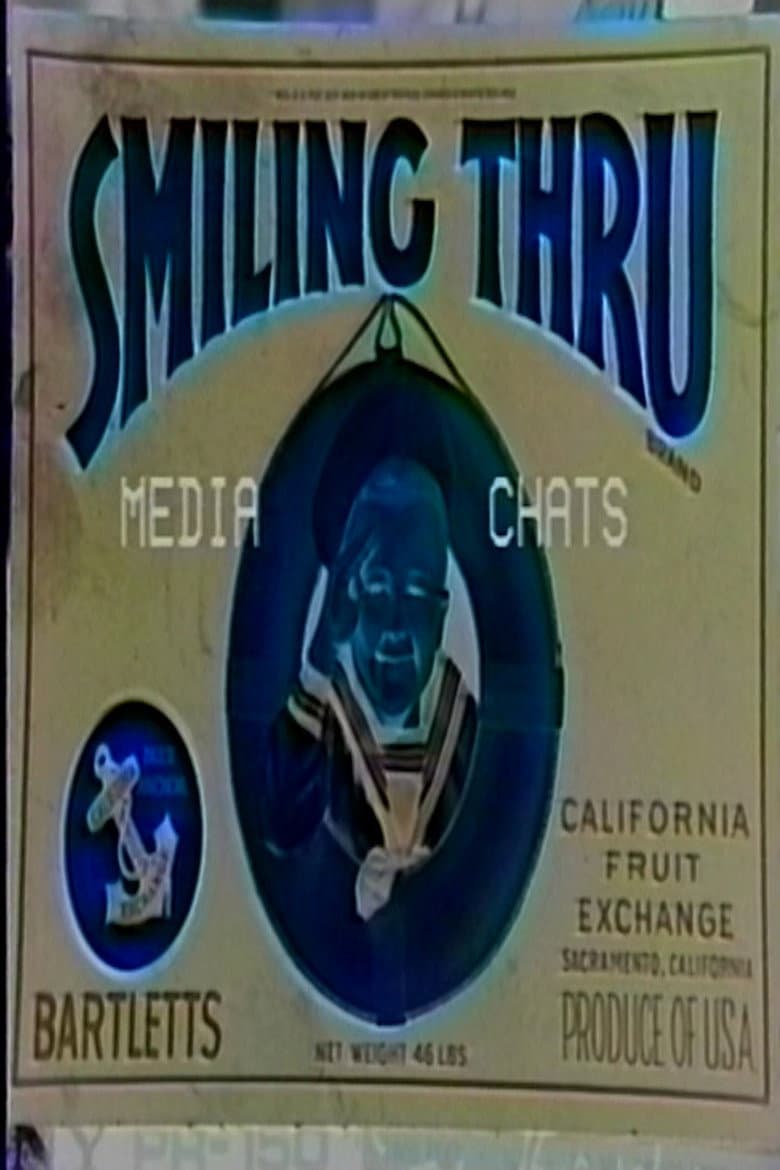 SMILING THRU
BRAND
MEDIA CHATS
CALIFORNIA
FRUIT
EXCHANGE
SACRAMENTO, CALIFORNIA
BARTLETTS
NET WEIGHT 46 LBS
PRODUCE OF USA